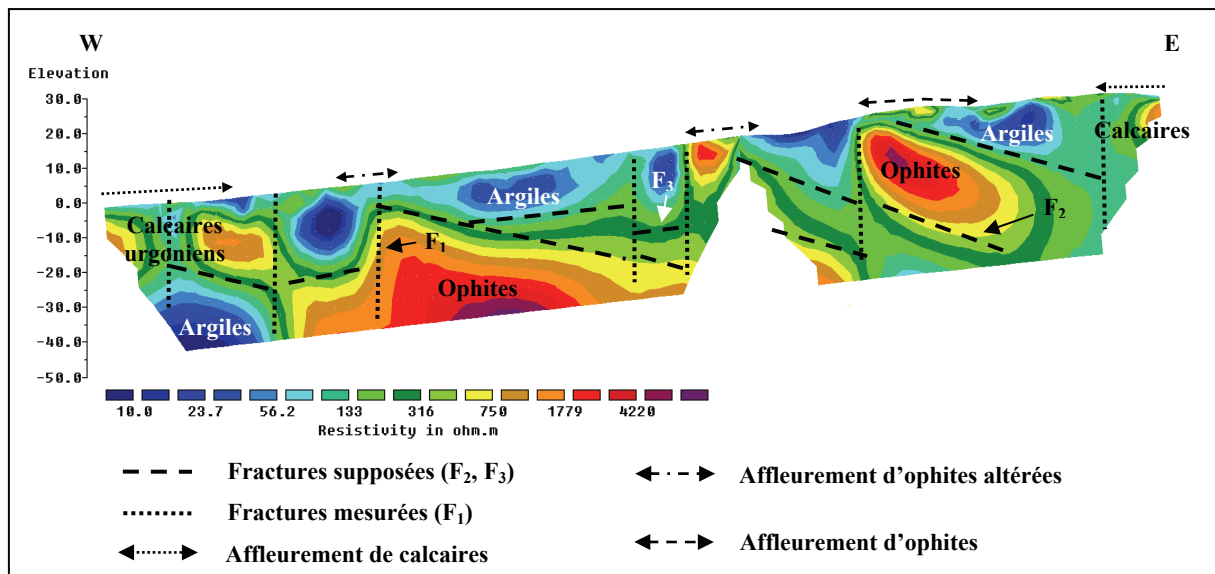 W
E
Elevation
30.0
20.0
10.0
0.0
-10.0
-20.0
-30.0
-40.0
-50.0
Calcaires
urgoniens
Argiles
F1
Argiles
Ophites
F3
Ophites
Argiles
F2
Calcaires
10.0 23.7 56.2 133 316 750 1779 4220
Resistivity in ohm.m
Fractures supposées (F2, F3)
Fractures mesurées (F1)
Affleurement de calcaires
Affleurement d’ophites altérées
Affleurement d’ophites